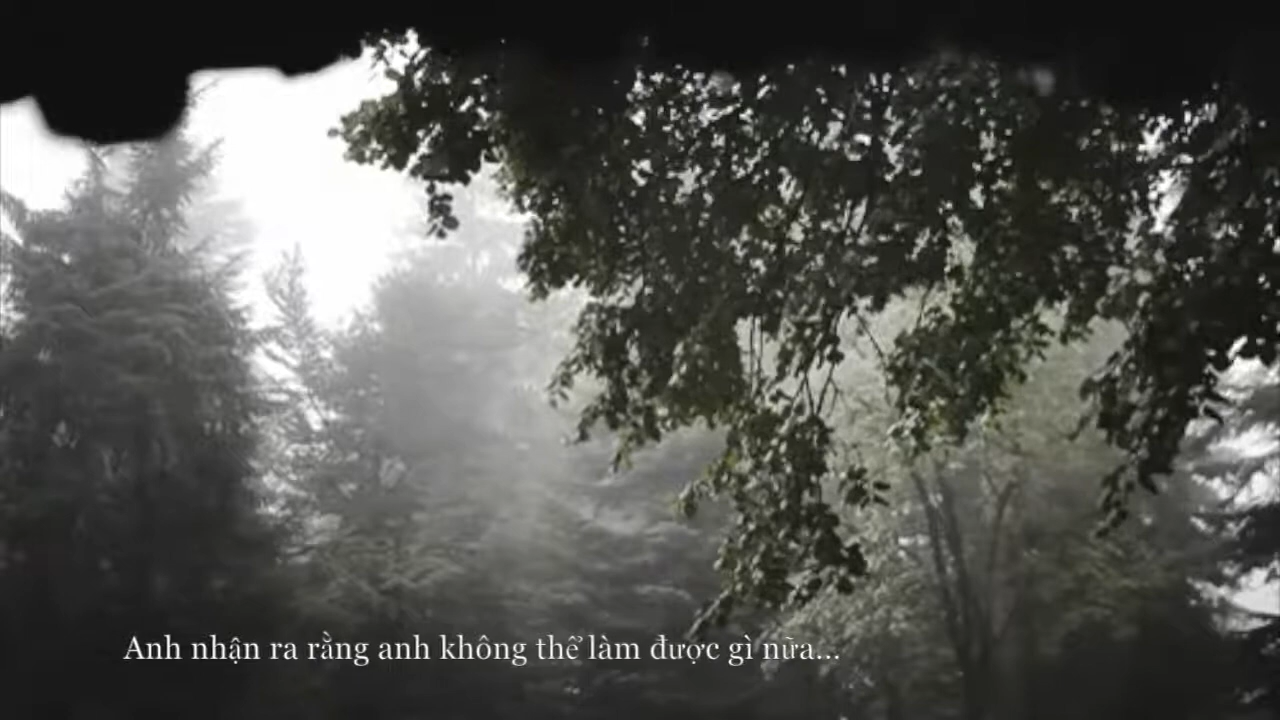 Anh nhận ra rằng anh không thể làm được gì nữa...